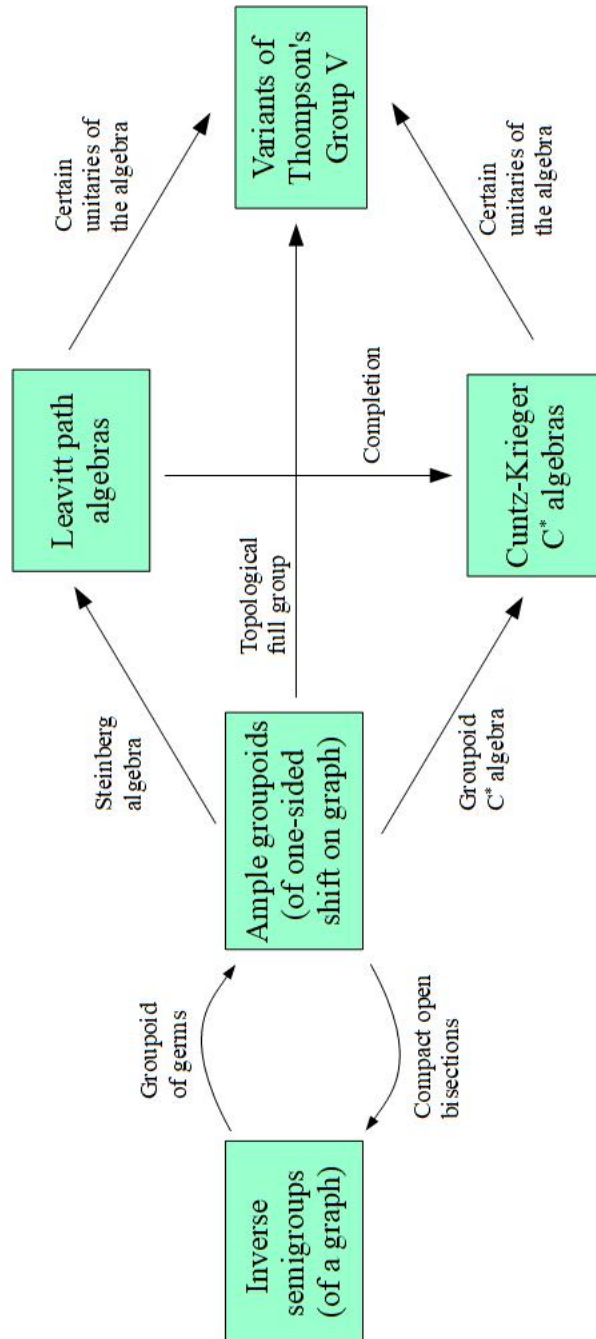 Inverse
semigroups
(of a graph)
Groupoid
of germs
Compact open
bisections
Ample groupoids
(of one-sided
shift on graph)
Steinberg
algebra
Groupoid
C* algebra
Topological
full group
Leavitt path
algebras
Completion
Cuntz-Krieger
C* algebras
Certain
unitaries of
the algebra
Certain
unitaries of
the algebra
Variants of
Thompson's
Group V